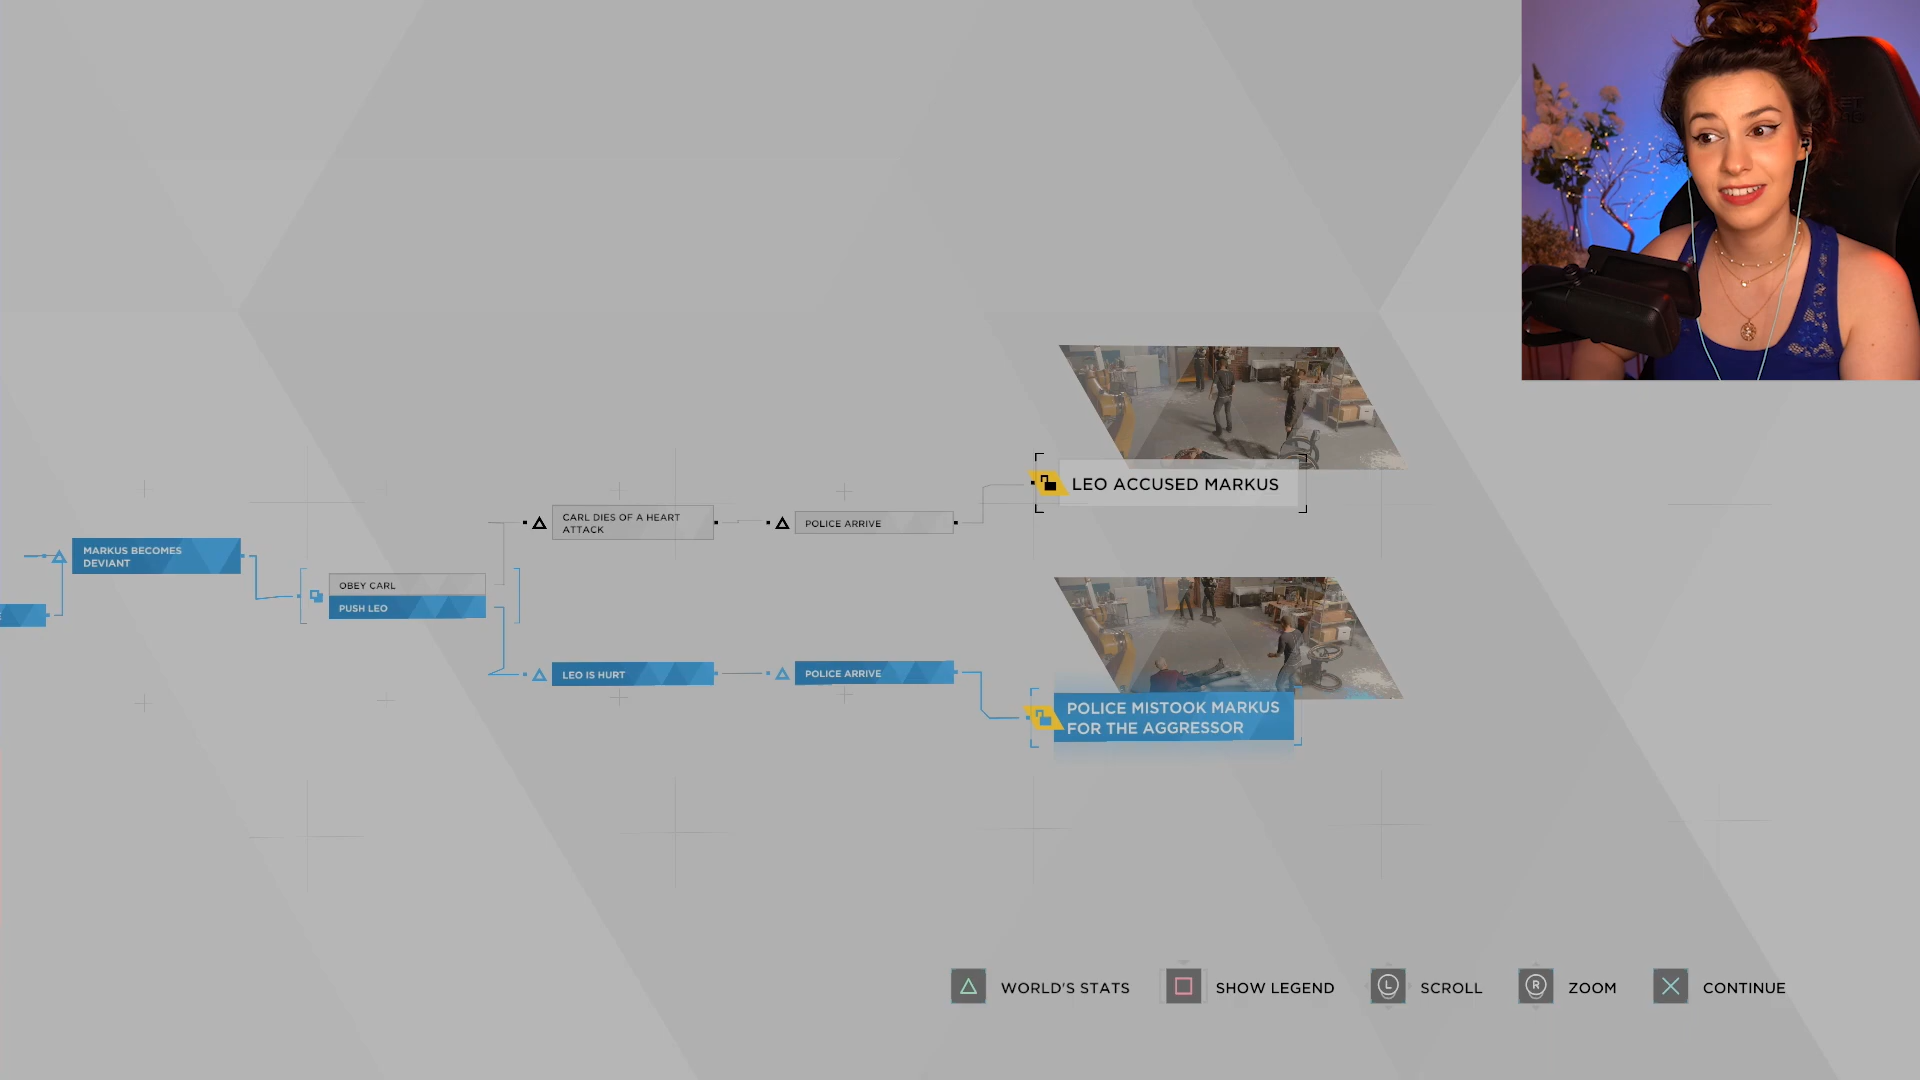 LEO ACCUSED MARKUS
CARL DIES OF A HEART
ATTACK
POLICE ARRIVE
MARKUS BECOMES
DEVIANT
OBEY CARL
PUSH LEO
LEO IS HURT
POLICE ARRIVE
POLICE MISTOOK MARKUS
FOR THE AGGRESSOR
WORLD'S STATS
SHOW LEGEND
L
SCROLL
R
ZOOM
CONTINUE